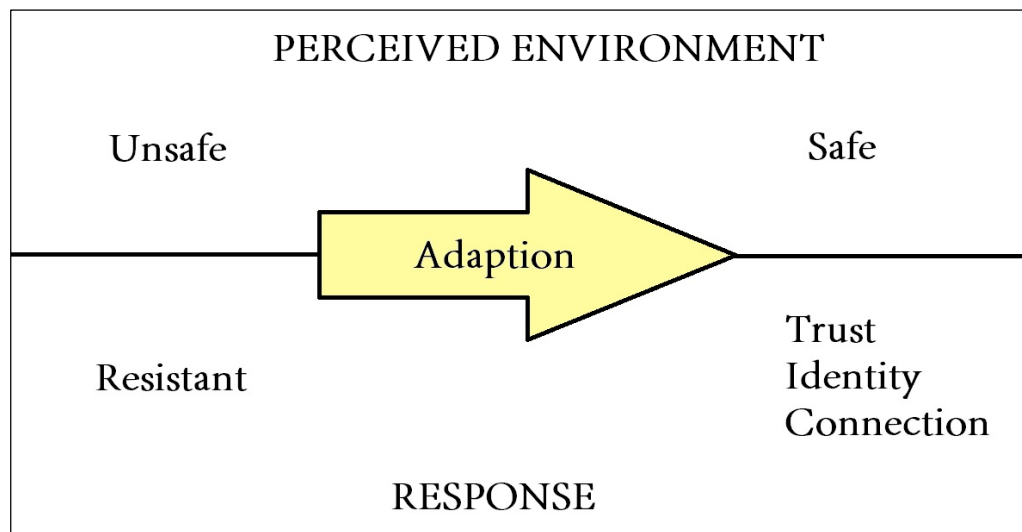 PERCEIVED ENVIRONMENT
Unsafe
Safe
Adaption
Resistant
Trust
Identity
Connection
RESPONSE